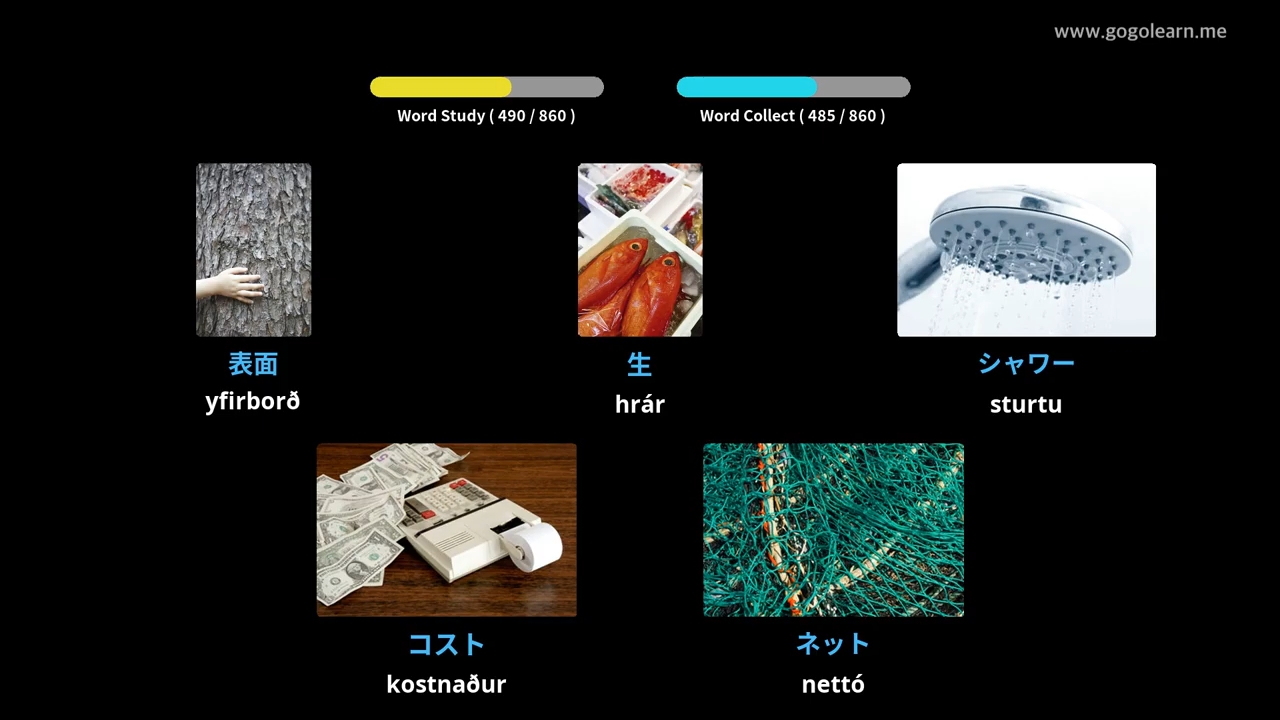 www.gogolearn.me
Word Study ( 490 / 860 )
Word Collect ( 485 / 860 )
表面
yfirborð
生
hrár
シャワー
sturtu
コスト
kostnaður
ネット
nettó